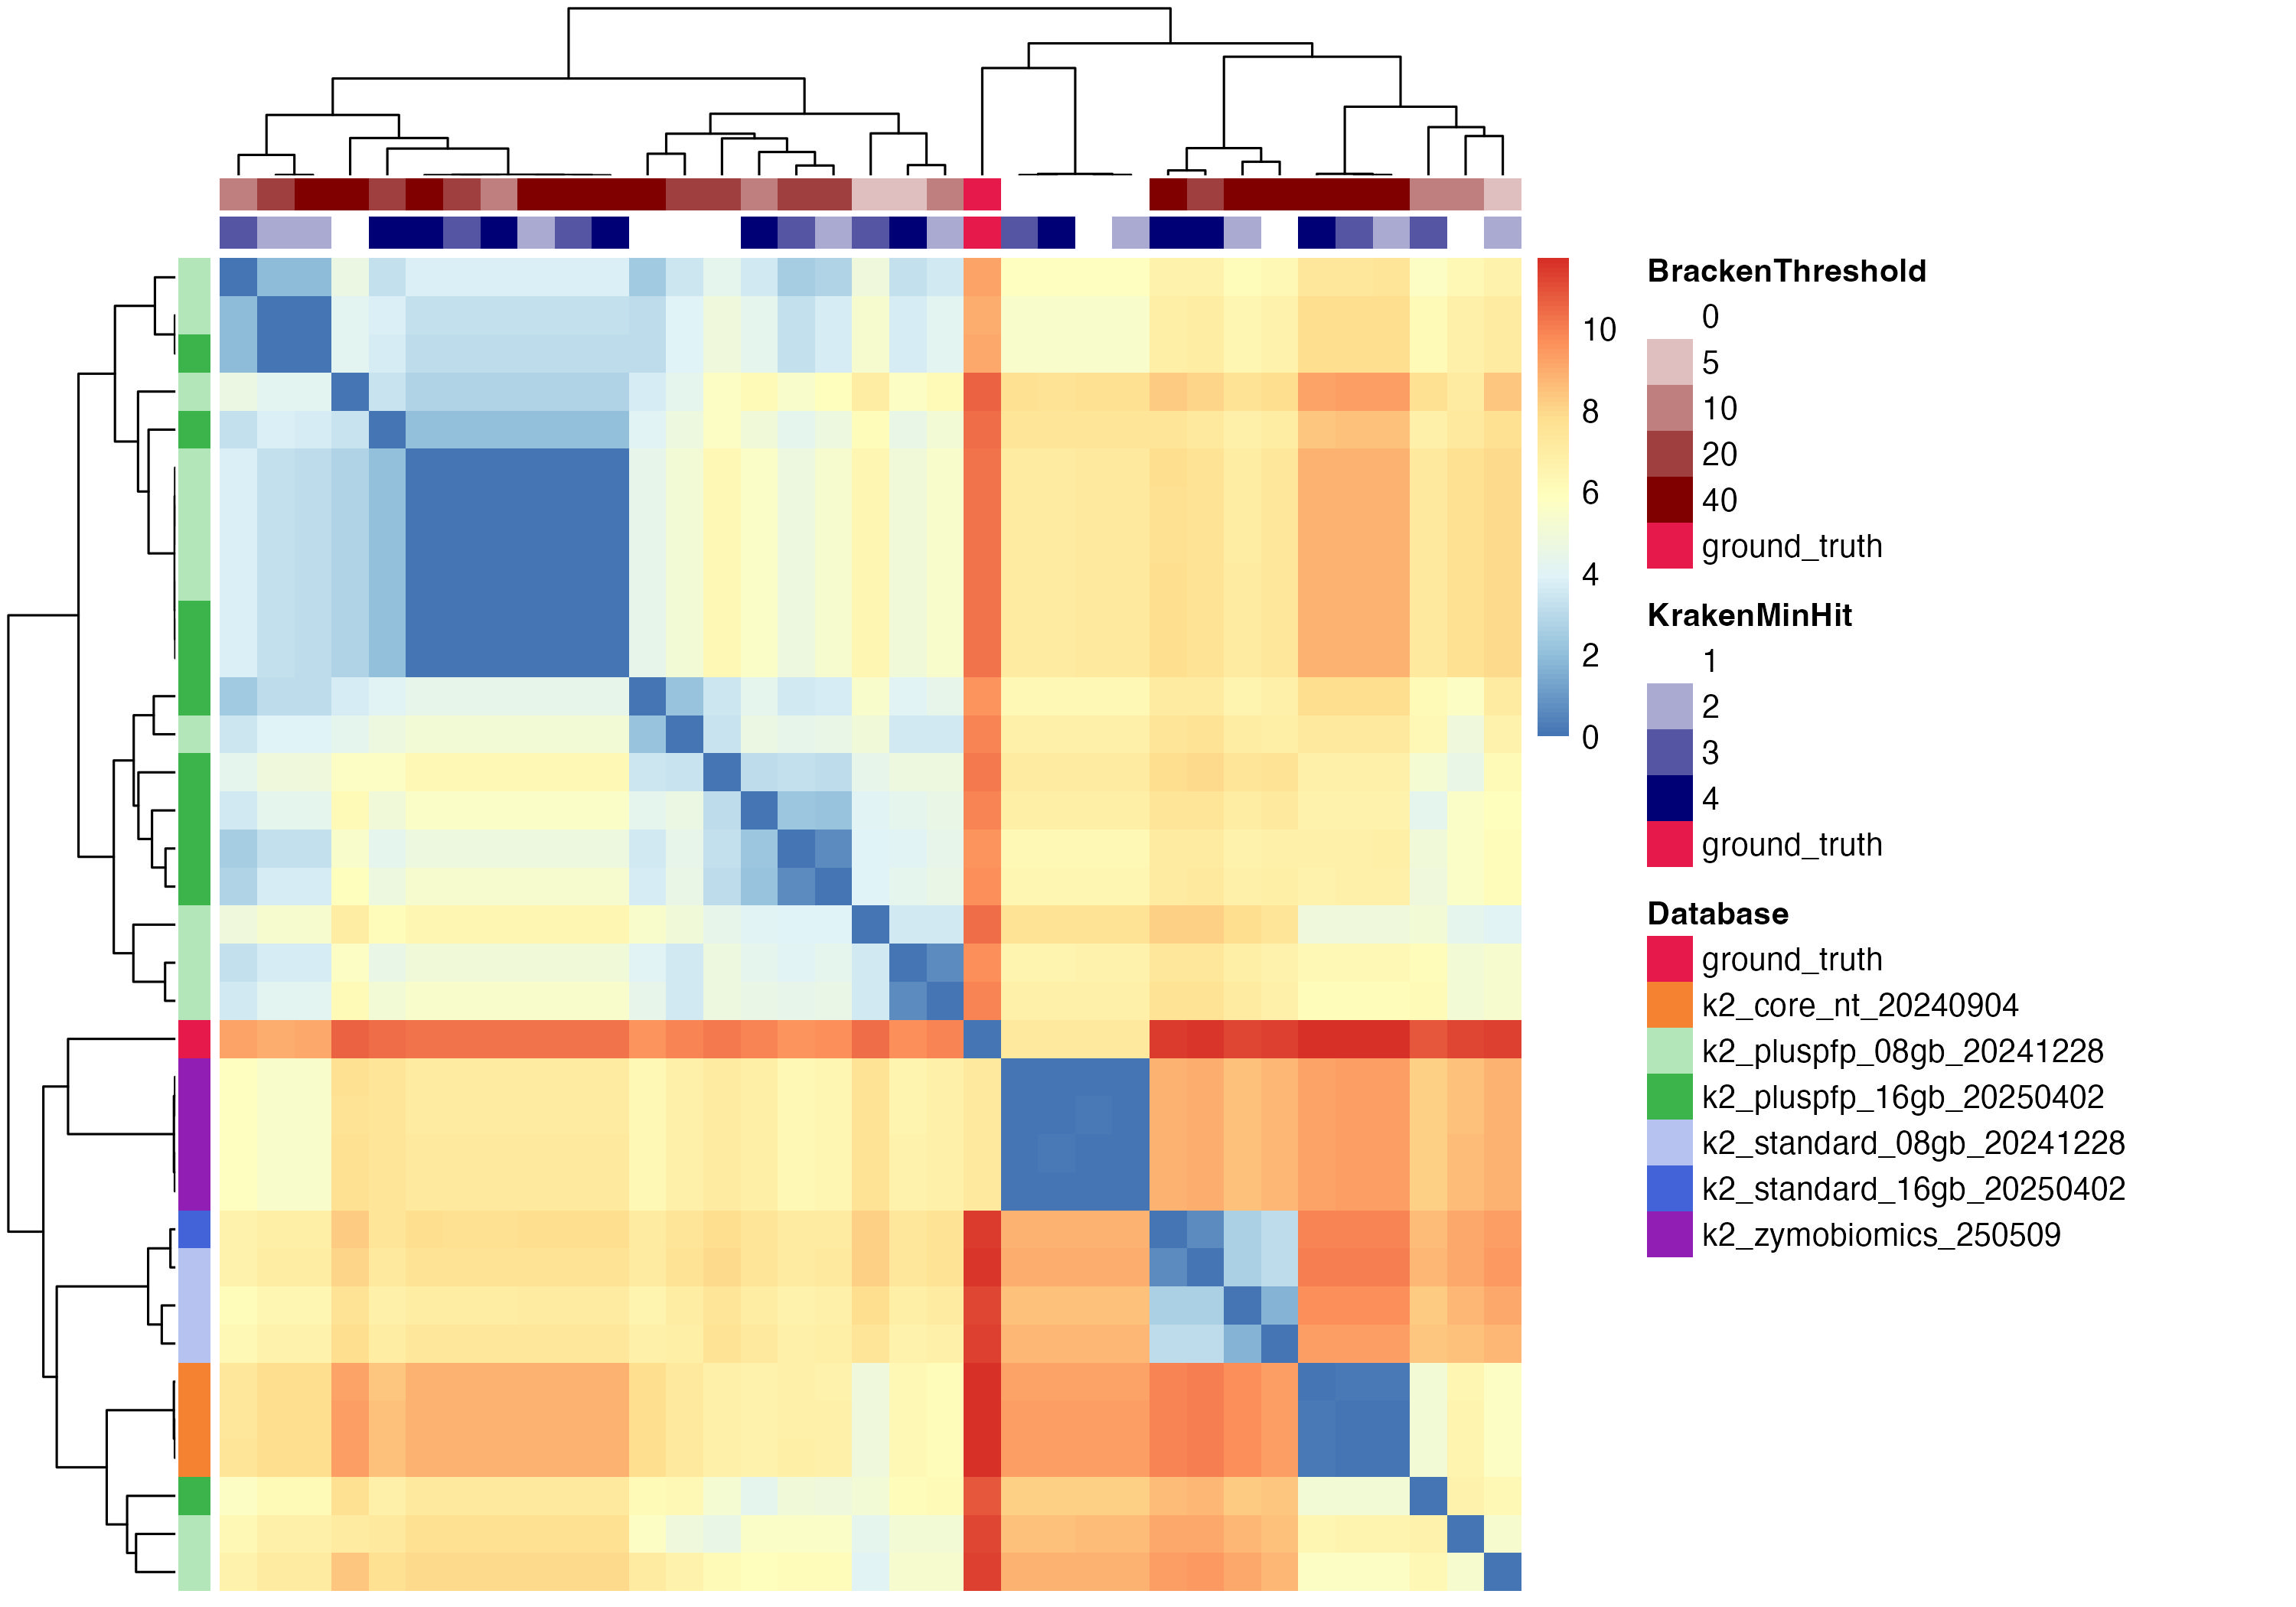 10
8
6
4
2
0
BrackenThreshold
0
5
10
20
40
ground_truth
KrakenMinHit
1
2
3
4
ground_truth
Database
ground_truth
k2_core_nt_20240904
k2_pluspfp_08gb_20241228
k2_pluspfp_16gb_20250402
k2_standard_08gb_20241228
k2_standard_16gb_20250402
k2_zymobiomics_250509